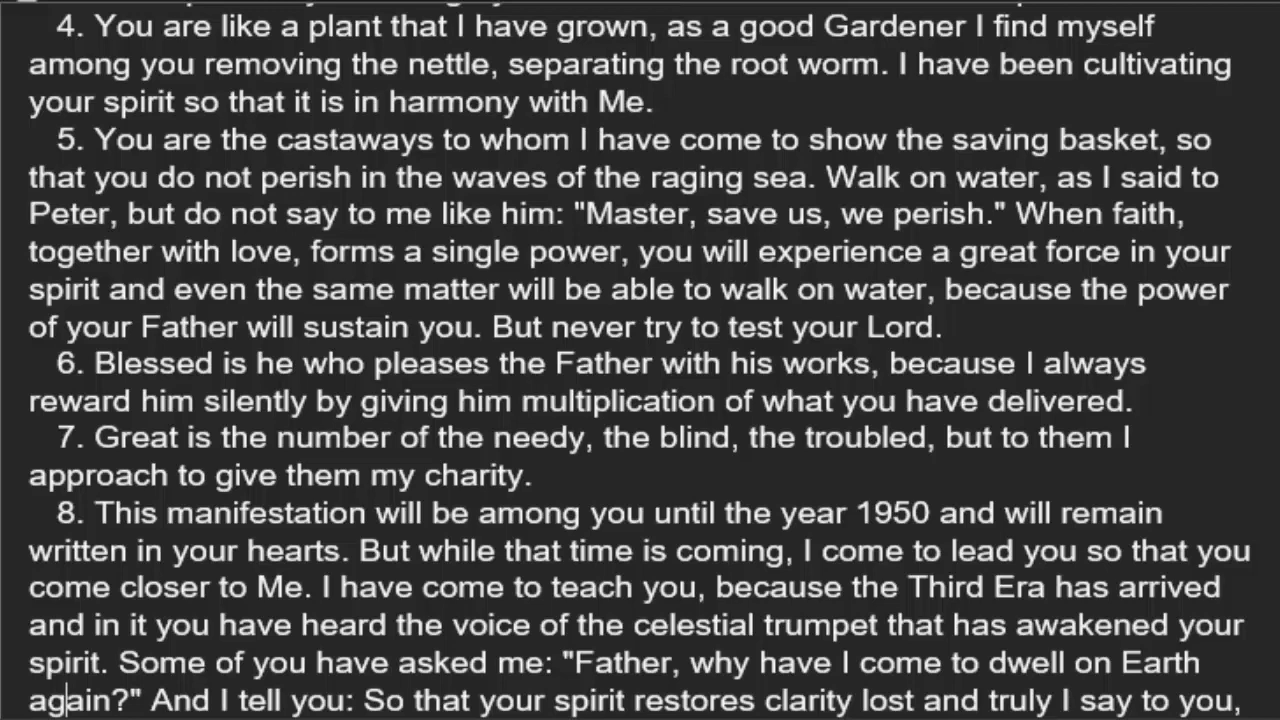 4. You are like a plant that I have grown, as a good Gardener I find myself
among you removing the nettle, separating the root worm. I have been cultivating
your spirit so that it is in harmony with Me.
5. You are the castaways to whom I have come to show the saving basket, so
that you do not perish in the waves of the raging sea. Walk on water, as I said to
Peter, but do not say to me like him: "Master, save us, we perish." When faith,
together with love, forms a single power, you will experience a great force in your
spirit and even the same matter will be able to walk on water, because the power
of your Father will sustain you. But never try to test your Lord.
6. Blessed is he who pleases the Father with his works, because I always
reward him silently by giving him multiplication of what you have delivered.
7. Great is the number of the needy, the blind, the troubled, but to them I
approach to give them my charity.
8. This manifestation will be among you until the year 1950 and will remain
written in your hearts. But while that time is coming, I come to lead you so that you
come closer to Me. I have come to teach you, because the Third Era has arrived
and in it you have heard the voice of the celestial trumpet that has awakened your
spirit. Some of you have asked me: "Father, why have I come to dwell on Earth
again?" And I tell you: So that your spirit restores clarity lost and truly I say to you,